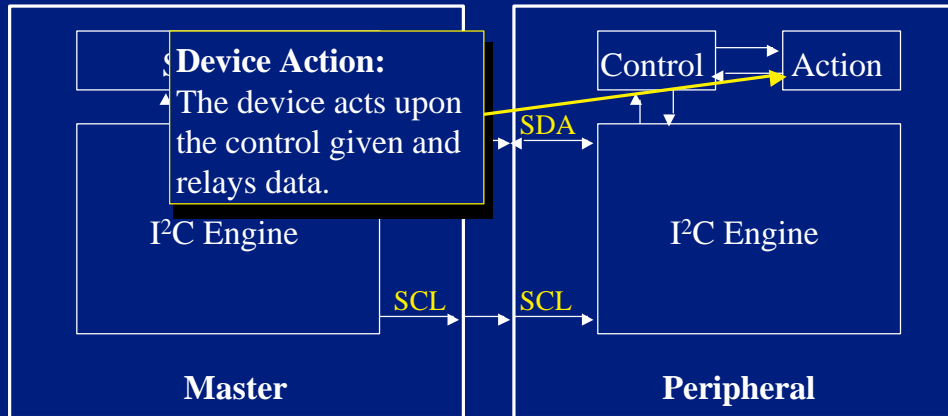 Device Action:
The device acts upon
the control given and
relays data.
Control
Action
SDA
I²C Engine
I²C Engine
SCL
SCL
Master
Peripheral